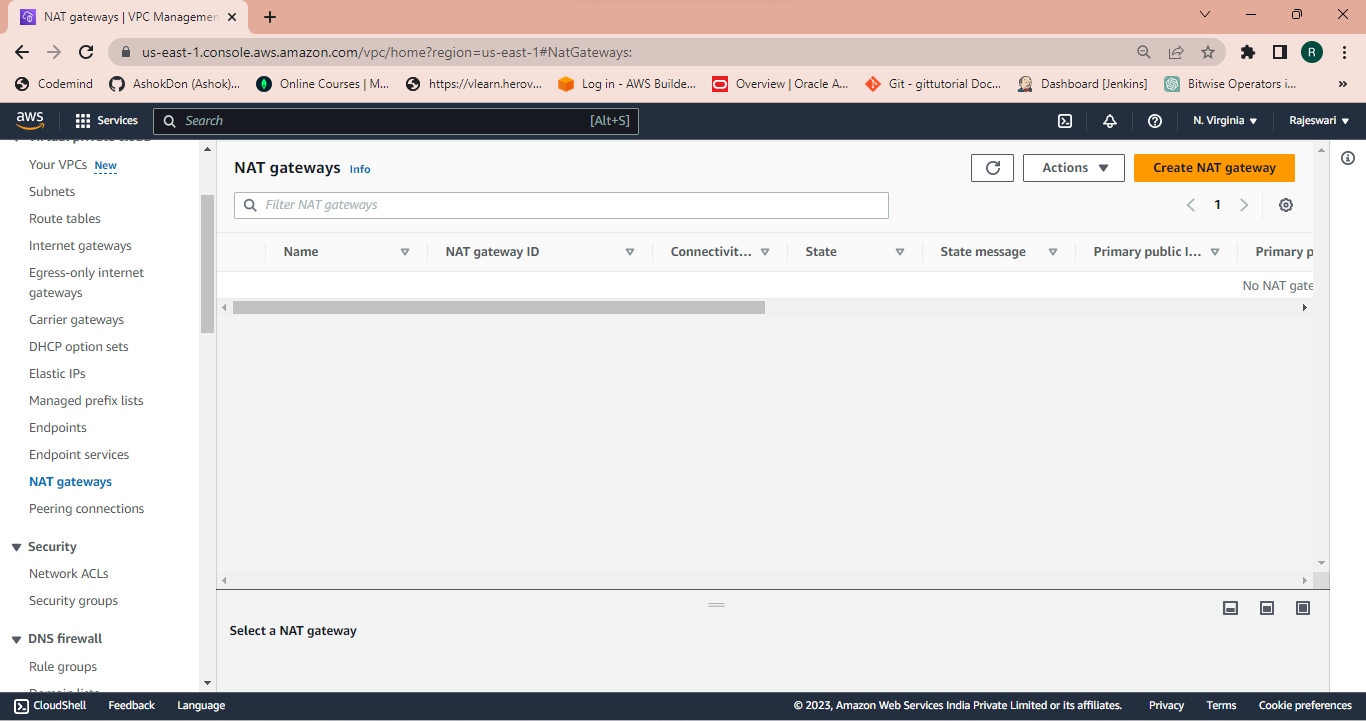 NAT gateways | VPC Managemen
us-east-1.console.aws.amazon.com/vpc/home?region=us-east-1#NatGateways:
R
Codemind
AshokDon (Ashok)...
Online Courses | M...
https://vlearn.herov...
Log in - AWS Builde...
Overview | Oracle A...
Git - gittutorial Doc...
Dashboard [Jenkins]
Bitwise Operators i...
»
aws
Services
Search
[Alt+S]
N. Virginia
Rajeswari
Virtual private cloud
Your VPCs New
Subnets
Route tables
Internet gateways
Egress-only internet
gateways
Carrier gateways
DHCP option sets
Elastic IPs
Managed prefix lists
Endpoints
Endpoint services
NAT gateways
Peering connections
Security
Network ACLs
Security groups
DNS firewall
Rule groups
Domain lists
NAT gateways Info
Actions
Create NAT gateway
Filter NAT gateways
1
Name
NAT gateway ID
Connectivit...
State
State message
Primary public I...
Primary p
No NAT gate
Select a NAT gateway
CloudShell
Feedback
Language
© 2023, Amazon Web Services India Private Limited or its affiliates.
Privacy
Terms
Cookie preferences